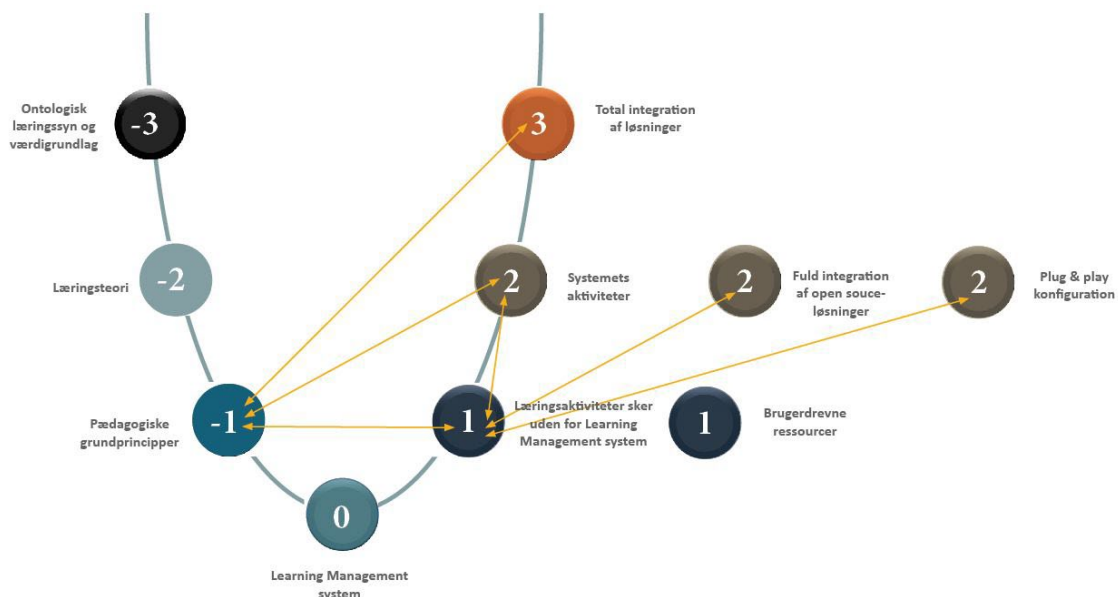 Ontologisk
læringssyn og
værdigrundlag
-3
3
Total integration
af løsninger
Læringsteori
-2
2
Systemets
aktiviteter
2
Fuld integration
af open souce-
løsninger
2
Plug & play
konfiguration
Pædagogiske
grundprincipper
-1
1
Læringsaktiviteter sker
uden for Learning
Management system
1
Brugerdrevne
ressourcer
0
Learning Management
system